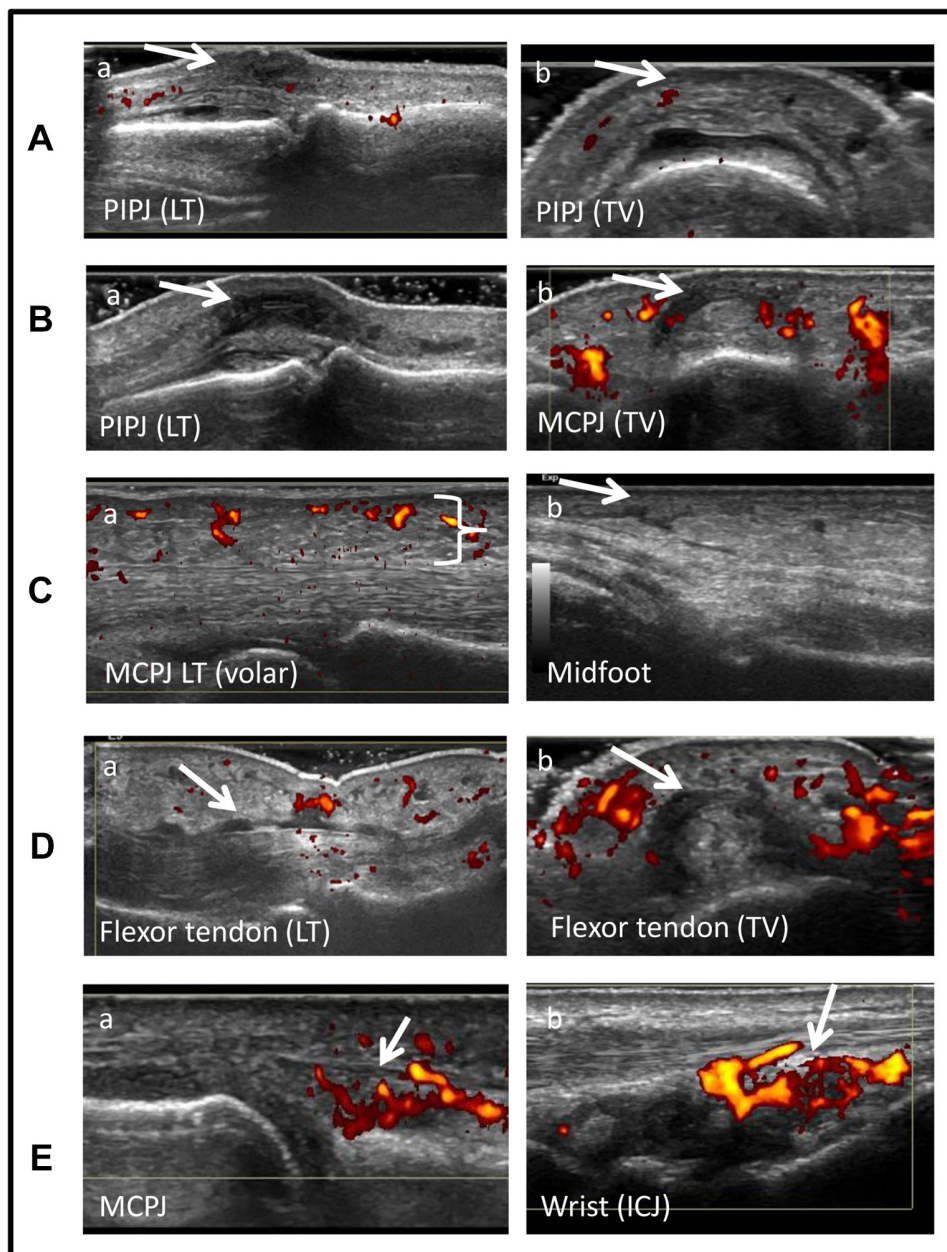 A
a
PIPJ (LT)
b
PIPJ (TV)
B
a
PIPJ (LT)
b
MCPJ (TV)
C
a
MCPJ LT (volar)
Exp
b
Midfoot
D
a
Flexor tendon (LT)
b
Flexor tendon (TV)
E
a
MCPJ
b
Wrist (ICJ)